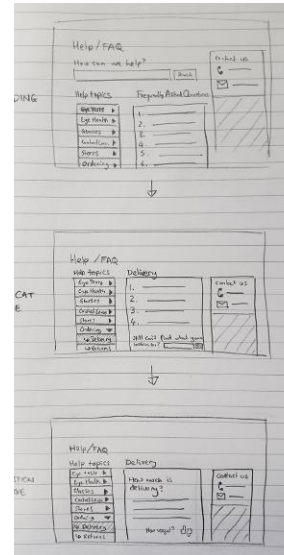 Help/FAQ
How can we help?
Search
Contact us
DING
Help topics
Frequently Asked Questions
Eye Tests
Eye Health
Glasses
Contact Lenses
Stores
Ordering
1.
2.
3.
4.
5.
6.
CAT
E
Help/FAQ
Help topics
Delivery
Contact us
Eye Tests
Eye Health
Glasses
Contact Lenses
Stores
Ordering
Delivery
Returns
1.
2.
3.
4.
Still can't find what you're
looking for?
Help/FAQ
Help topics
Delivery
Contact us
Eye tests
Eye Health
Glasses
Contact Lenses
Stores
Ordering
Delivery
Returns
How much is
delivery?